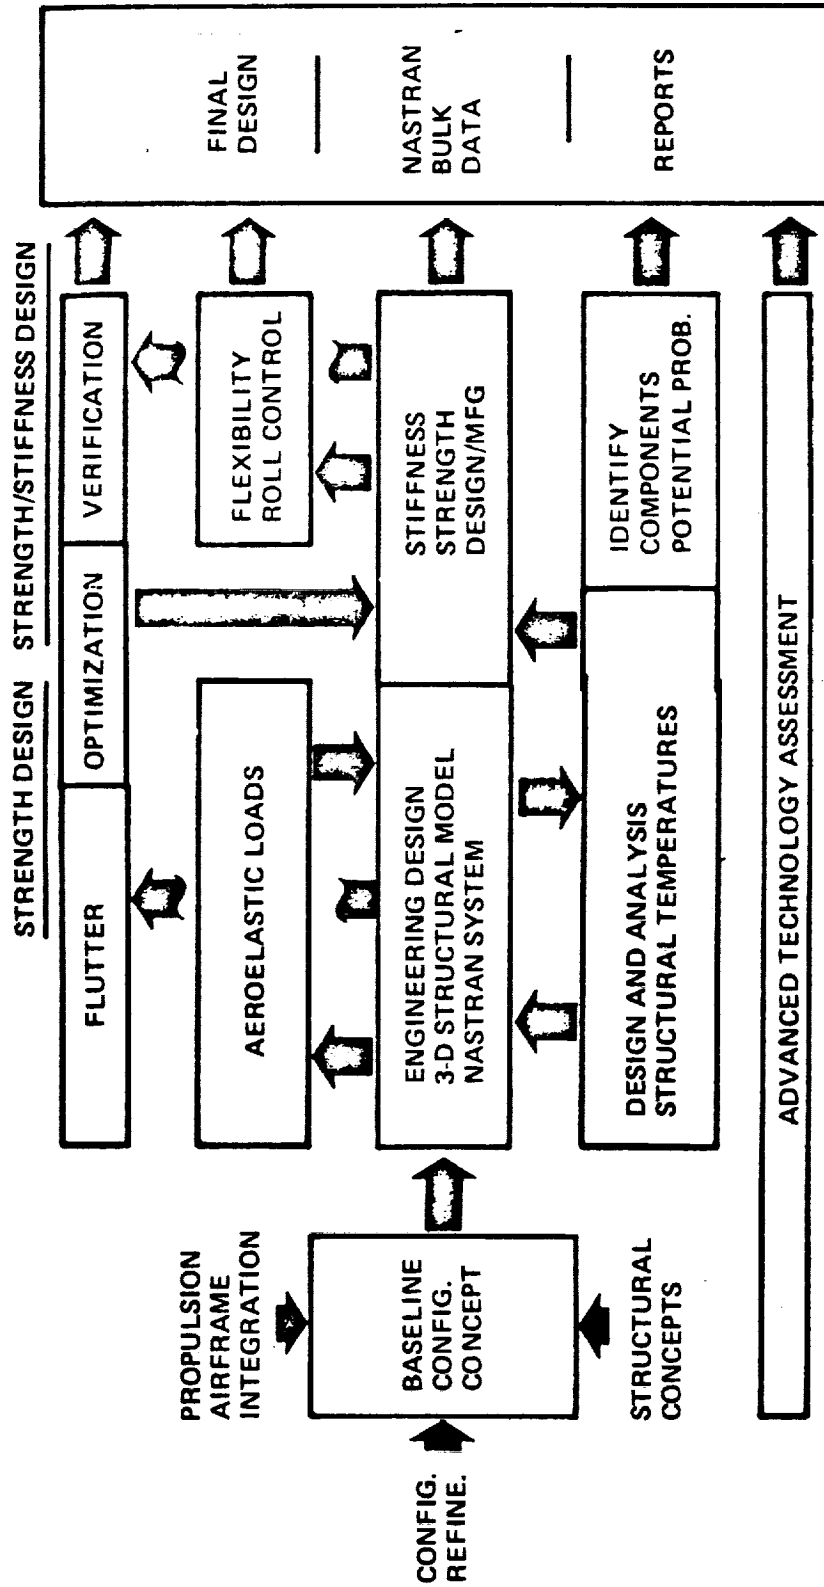 STRENGTH DESIGN
STRENGTH/STIFFNESS DESIGN
FLUTTER
OPTIMIZATION
VERIFICATION
PROPULSION
AIRFRAME
INTEGRATION
AEROELASTIC LOADS
FLEXIBILITY
ROLL CONTROL
FINAL
DESIGN
CONFIG.
REFINE.
BASELINE
CONFIG.
CONCEPT
ENGINEERING DESIGN
3-D STRUCTURAL MODEL
NASTRAN SYSTEM
STIFFNESS
STRENGTH
DESIGN/MFG
NASTRAN
BULK
DATA
STRUCTURAL
CONCEPTS
DESIGN AND ANALYSIS
STRUCTURAL TEMPERATURES
IDENTIFY
COMPONENTS
POTENTIAL PROB.
REPORTS
ADVANCED TECHNOLOGY ASSESSMENT